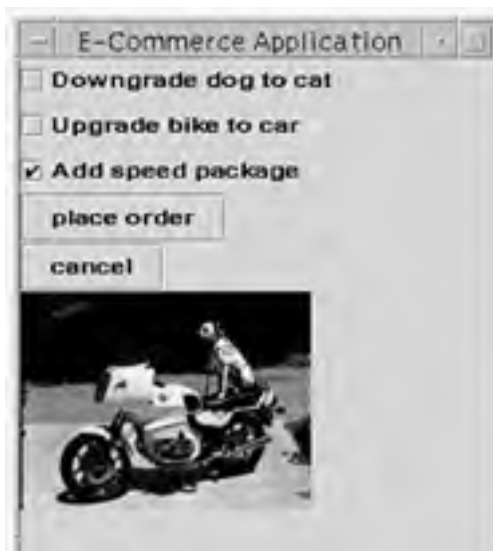 E-Commerce Application
Downgrade dog to cat
Upgrade bike to car
Add speed package
place order
cancel